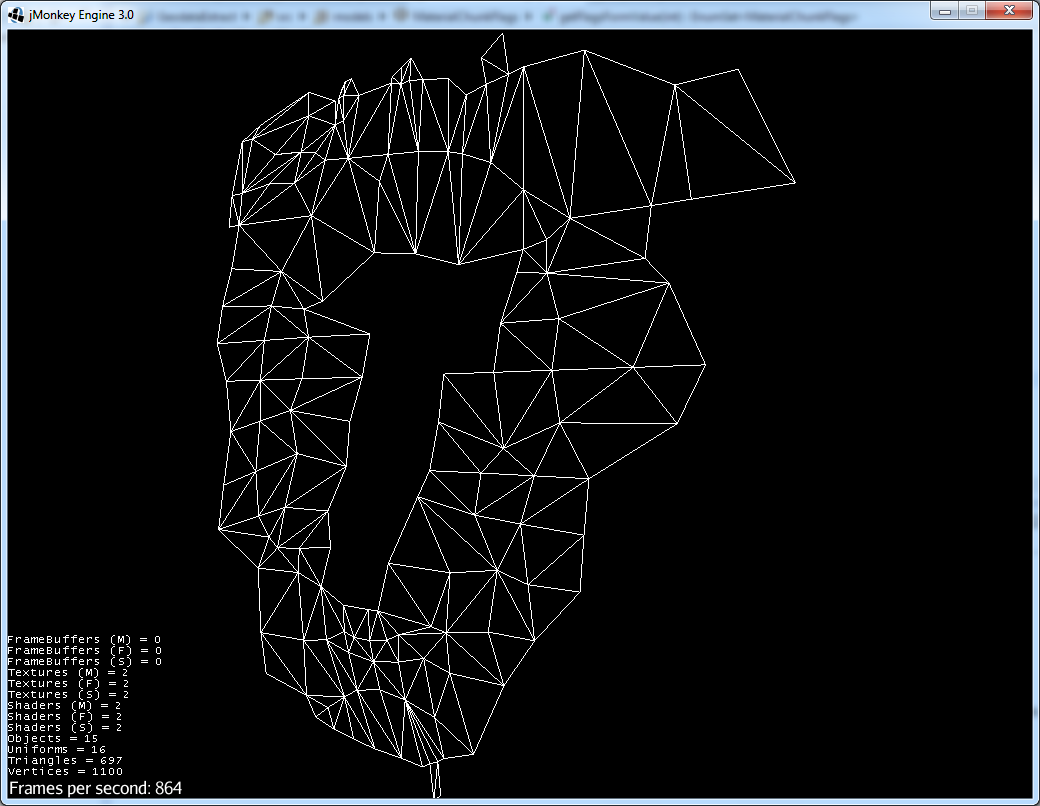 jMonkey Engine 3.0
FrameBuffers (M) = 0
FrameBuffers (F) = 0
FrameBuffers (S) = 0
Textures (M) = 2
Textures (F) = 2
Textures (S) = 2
Shaders (M) = 2
Shaders (F) = 2
Shaders (S) = 2
Objects = 15
Uniforms = 16
Triangles = 697
Vertices = 1100
Frames per second: 864